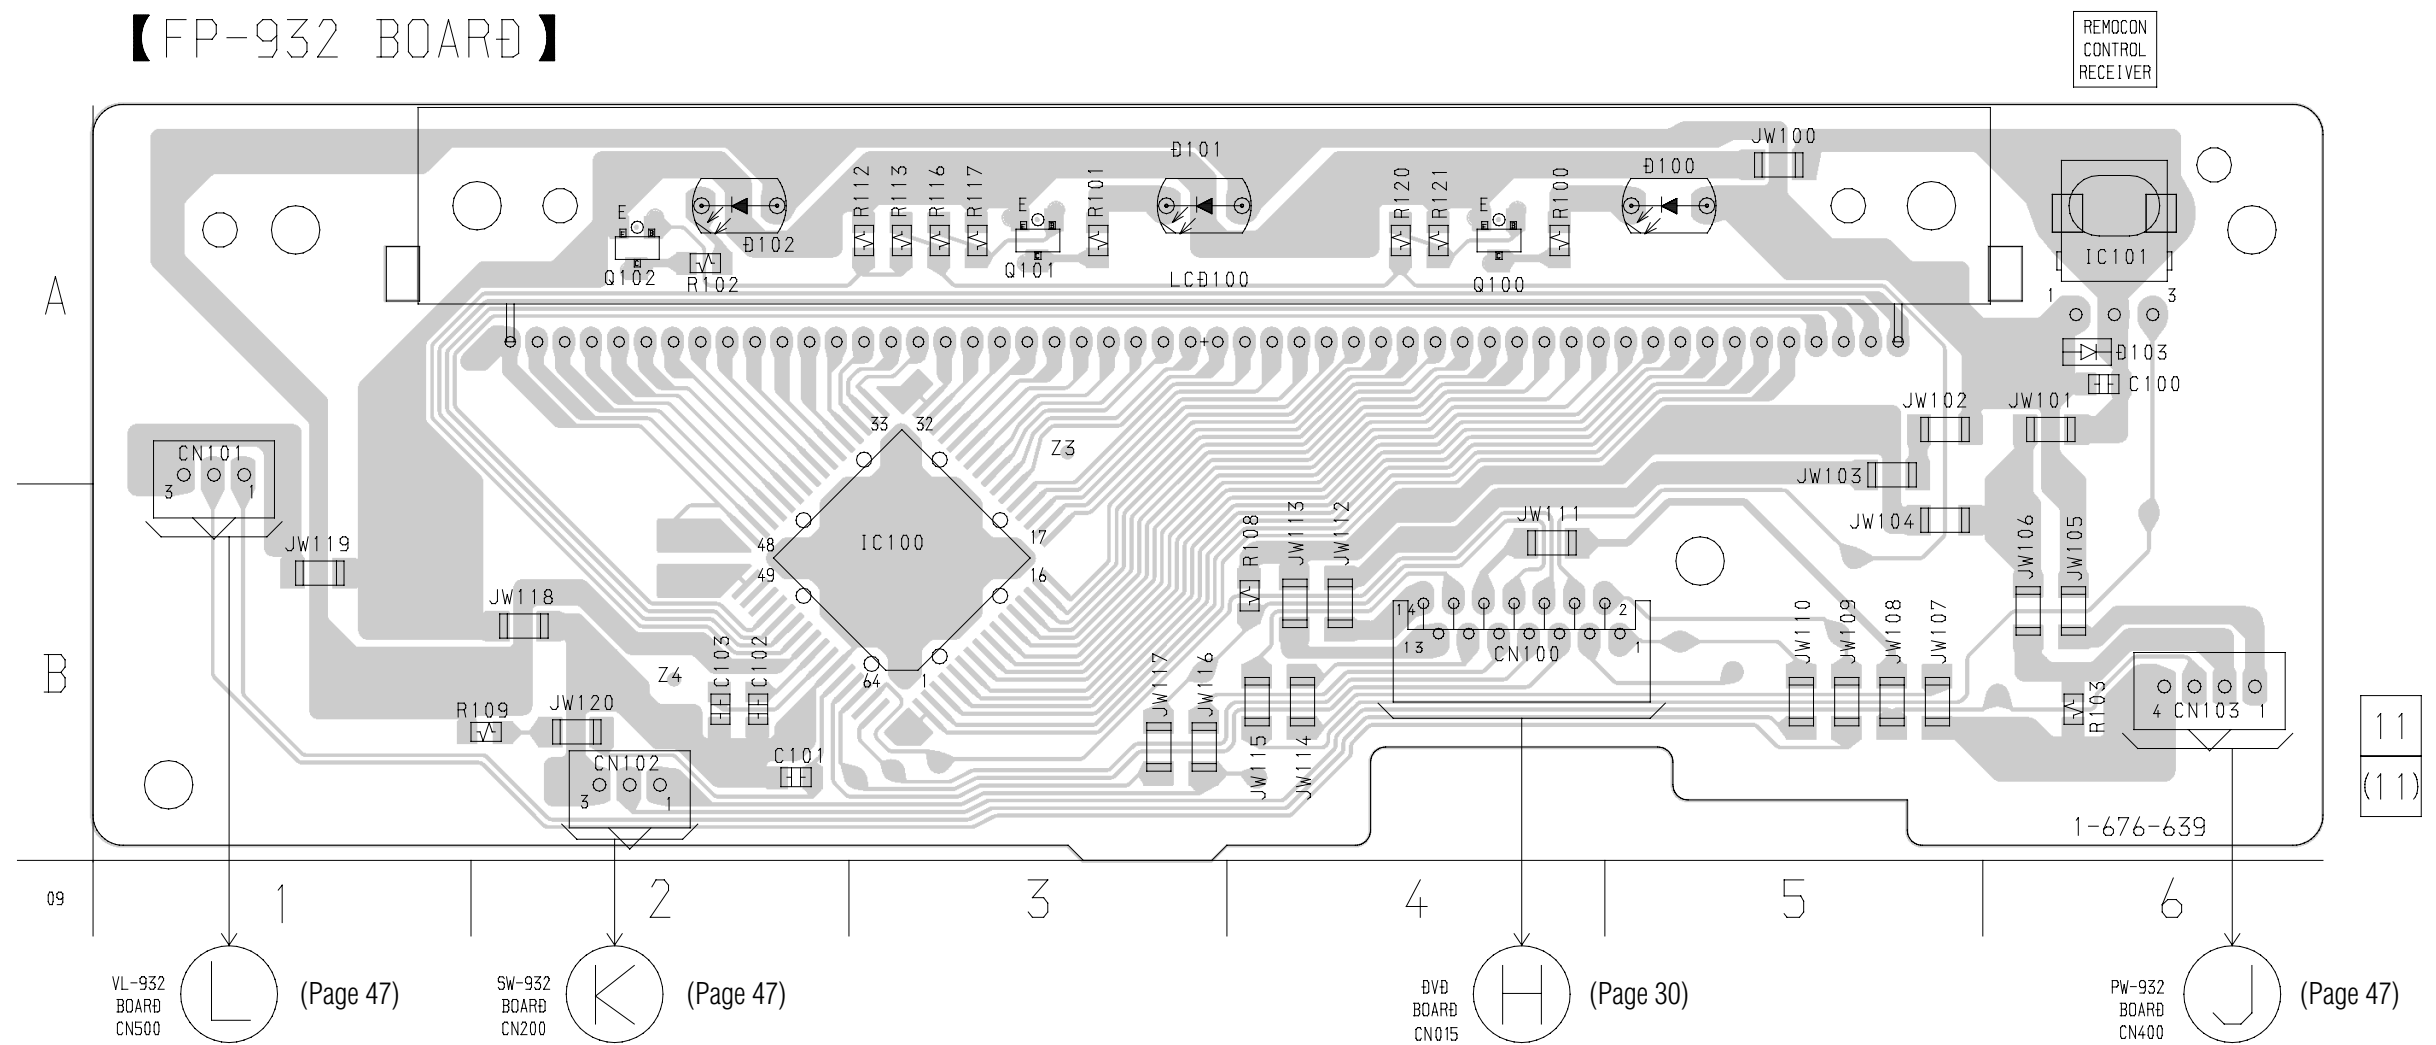 【FP-932 BOARD】
REMOCON
CONTROL
RECEIVER
JW100
D101
D100
R112
R113
R116
R117
R101
R120
R121
R100
E
E
E
D102
Q102
R102
Q101
LCD100
Q100
IC101
1
3
A
D103
C100
JW102
JW101
33
32
CN101
3
1
Z3
JW103
JW104
JW111
R108
JW113
JW112
JW106
JW105
48
49
IC100
17
16
JW119
JW118
14
2
13
CN100
1
JW110
JW109
JW108
JW107
B
Z4
C103
C102
64
1
JW117
JW116
R109
JW120
R103
4
CN103
1
11
(11)
CN102
3
1
C101
JW115
JW114
1-676-639
09
1
2
3
4
5
6
VL-932
BOARD
CN500
L
(Page 47)
SW-932
BOARD
CN200
K
(Page 47)
DVD
BOARD
CN015
H
(Page 30)
PW-932
BOARD
CN400
J
(Page 47)